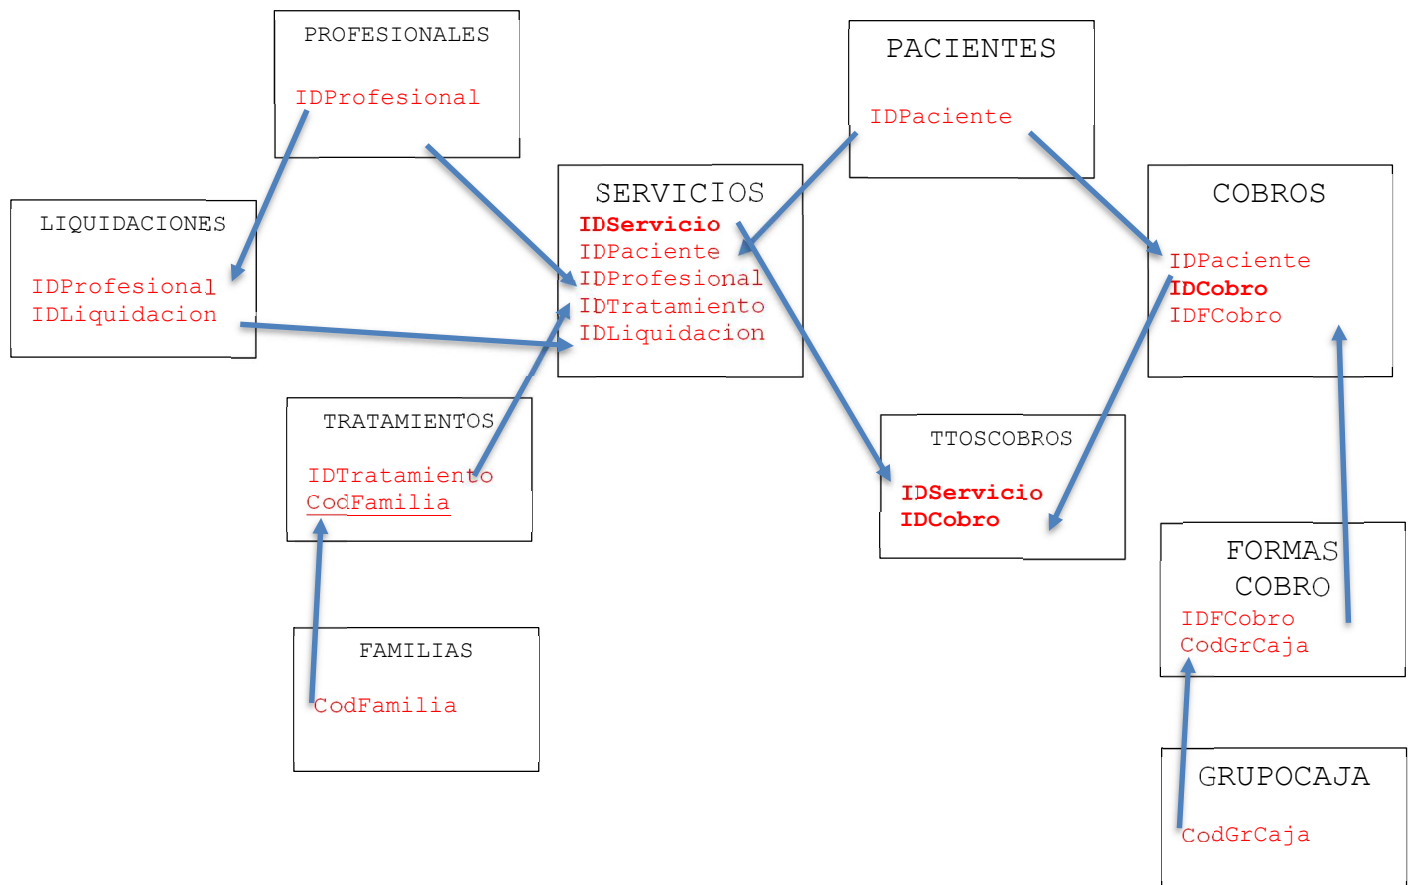 PROFESIONALES
IDProfesional
PACIENTES
IDPaciente
LIQUIDACIONES
IDProfesional
IDLiquidacion
SERVICIOS
IDServicio
IDPaciente
IDProfesional
IDTratamiento
IDLiquidacion
COBROS
IDPaciente
IDCobro
IDFCobro
TRATAMIENTOS
IDTratamiento
CodFamilia
TTOSCOBROS
IDServicio
IDCobro
FORMAS
COBRO
IDFCobro
CodGrCaja
FAMILIAS
CodFamilia
GRUPOCAJA
CodGrCaja